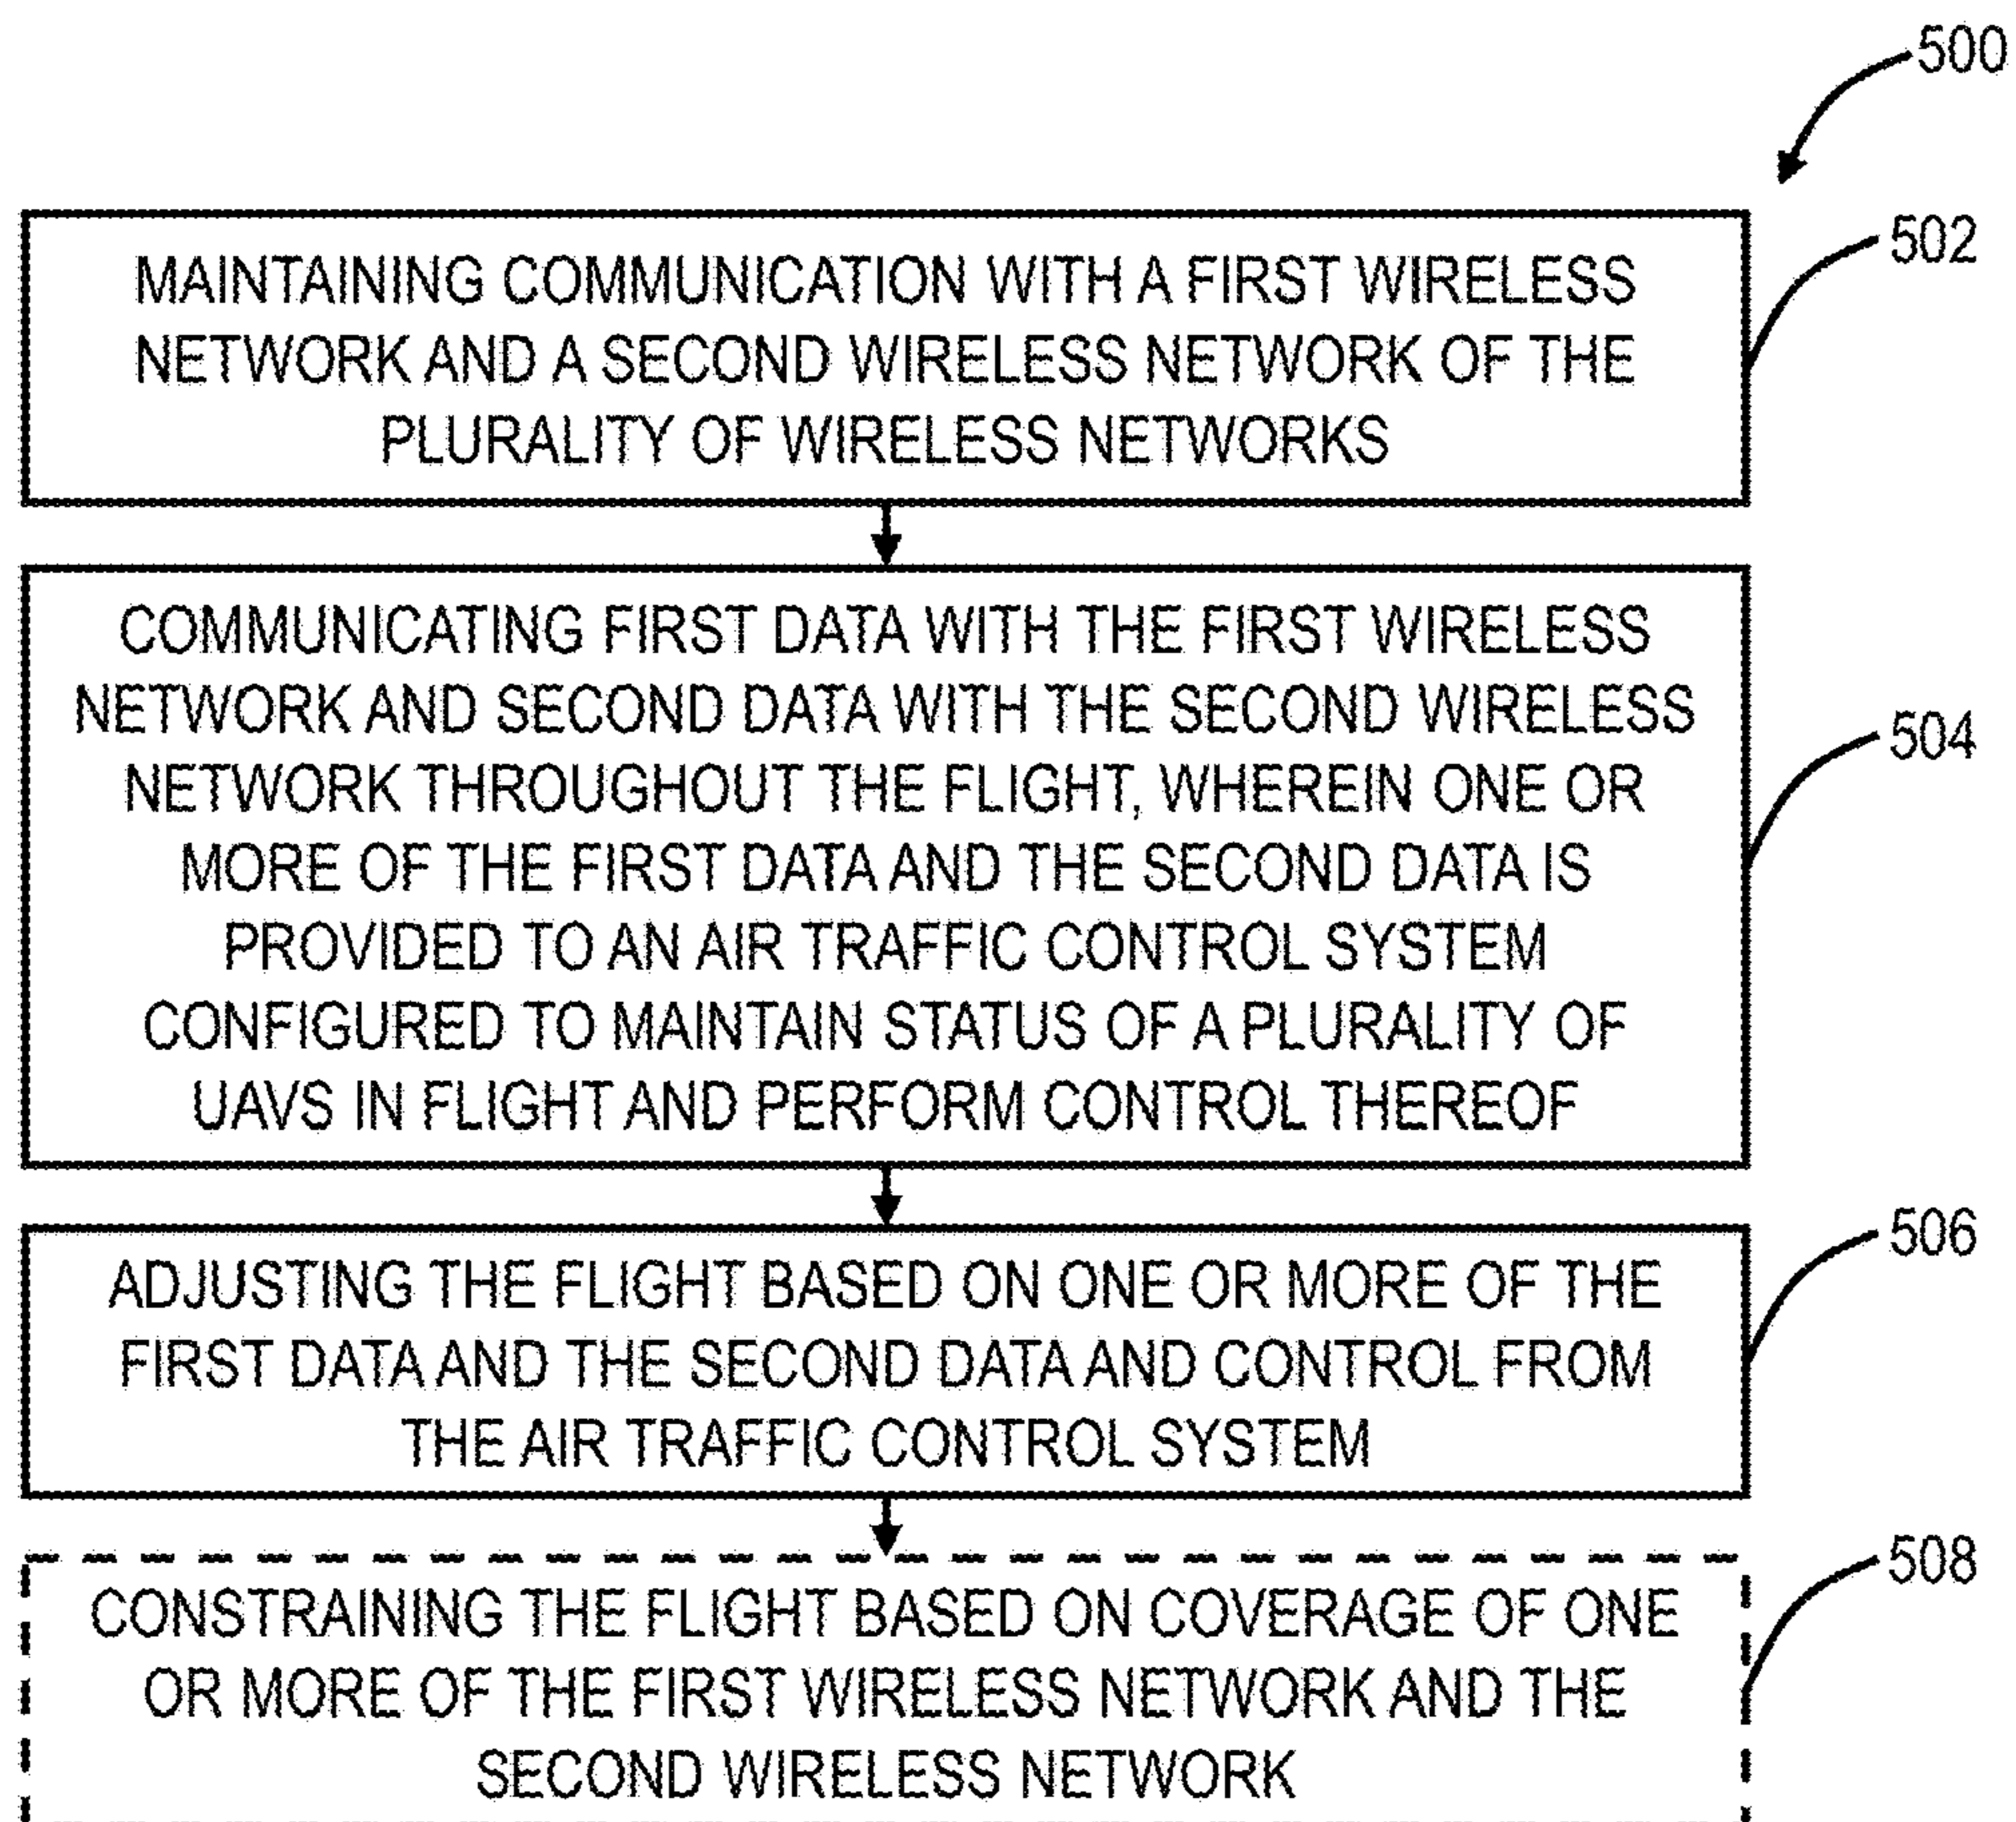 500
502
MAINTAINING COMMUNICATION WITH A FIRST WIRELESS
NETWORK AND A SECOND WIRELESS NETWORK OF THE
PLURALITY OF WIRELESS NETWORKS
504
COMMUNICATING FIRST DATA WITH THE FIRST WIRELESS
NETWORK AND SECOND DATA WITH THE SECOND WIRELESS
NETWORK THROUGHOUT THE FLIGHT, WHEREIN ONE OR
MORE OF THE FIRST DATA AND THE SECOND DATA IS
PROVIDED TO AN AIR TRAFFIC CONTROL SYSTEM
CONFIGURED TO MAINTAIN STATUS OF A PLURALITY OF
UAVS IN FLIGHT AND PERFORM CONTROL THEREOF
506
ADJUSTING THE FLIGHT BASED ON ONE OR MORE OF THE
FIRST DATA AND THE SECOND DATA AND CONTROL FROM
THE AIR TRAFFIC CONTROL SYSTEM
508
CONSTRAINING THE FLIGHT BASED ON COVERAGE OF ONE
OR MORE OF THE FIRST WIRELESS NETWORK AND THE
SECOND WIRELESS NETWORK